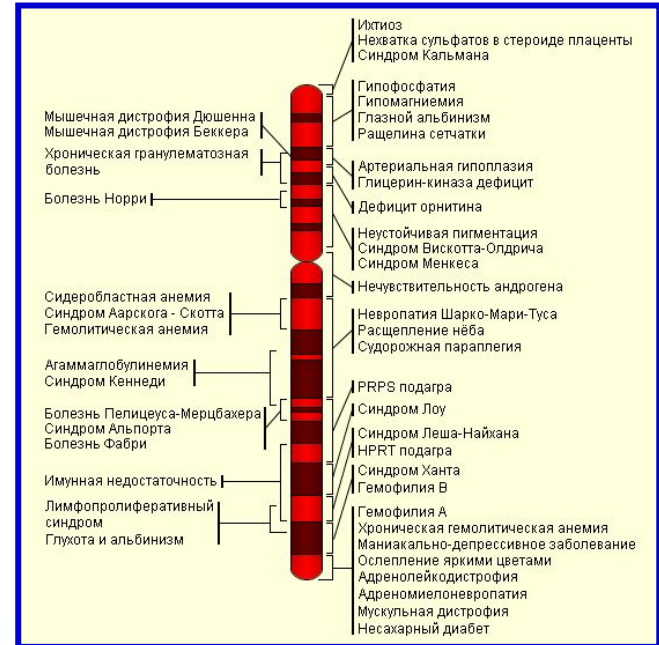 Мышечная дистрофия Дюшенна
Мышечная дистрофия Беккера
Хроническая гранулематозная
болезнь
Болезнь Норри
Сидеробластная анемия
Синдром Аарскога - Скотта
Гемолитическая анемия
Агаммаглобулинемия
Синдром Кеннеди
Болезнь Пелицеуса-Мерцбахера
Синдром Альпорта
Болезнь Фабри
Имунная недостаточность
Лимфопролиферативный
синдром
Глухота и альбинизм
Ихтиоз
Нехватка сульфатов в стероиде плаценты
Синдром Кальмана
Гипофосфатия
Гипомагниемия
Глазной альбинизм
Ращелина сетчатки
Артериальная гипоплазия
Глицерин-киназа дефицит
Дефицит орнитина
Неустойчивая пигментация
Синдром Вискотта-Олдрича
Синдром Менкеса
Нечувствительность андрогена
Невропатия Шарко-Мари-Туса
Расщепление нёба
Судорожная параплегия
PRPS подагра
Синдром Лоу
Синдром Леша-Найхана
HPRT подагра
Синдром Ханта
Гемофилия В
Гемофилия А
Хроническая гемолитическая анемия
Маниакально-депрессивное заболевание
Ослепление яркими цветами
Адренолейкодистрофия
Адреномиелоневропатия
Мускульная дистрофия
Несахарный диабет